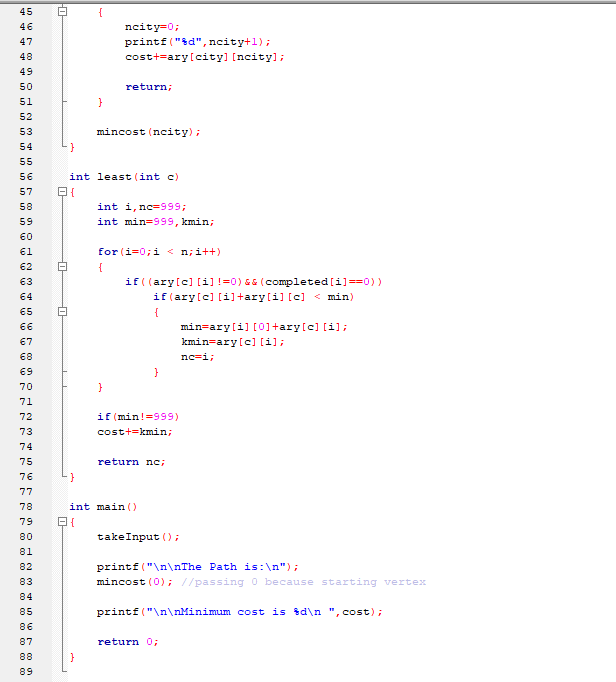 45 {
46 ncity=0;
47 printf("%d",ncity+1);
48 cost+=ary[city][ncity];
49
50 return;
51 }
52
53 mincost(ncity);
54 }
55
56 int least(int c)
57 {
58 int i,nc=999;
59 int min=999,kmin;
60
61 for(i=0;i < n;i++)
62 {
63 if((ary[c][i]!=0)&&(completed[i]==0))
64 if(ary[c][i]+ary[i][c] < min)
65 {
66 min=ary[i][0]+ary[c][i];
67 kmin=ary[c][i];
68 nc=i;
69 }
70 }
71
72 if(min!=999)
73 cost+=kmin;
74
75 return nc;
76 }
77
78 int main()
79 {
80 takeInput();
81
82 printf("\n\nThe Path is:\n");
83 mincost(0); //passing 0 because starting vertex
84
85 printf("\n\nMinimum cost is %d\n ",cost);
86
87 return 0;
88 }
89